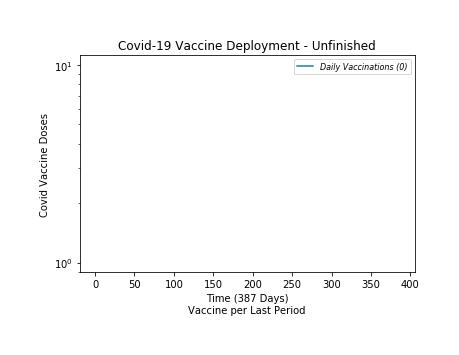 Covid-19 Vaccine Deployment - Unfinished
Daily Vaccinations (0)
10¹
10⁰
Covid Vaccine Doses
0 50 100 150 200 250 300 350 400
Time (387 Days)
Vaccine per Last Period